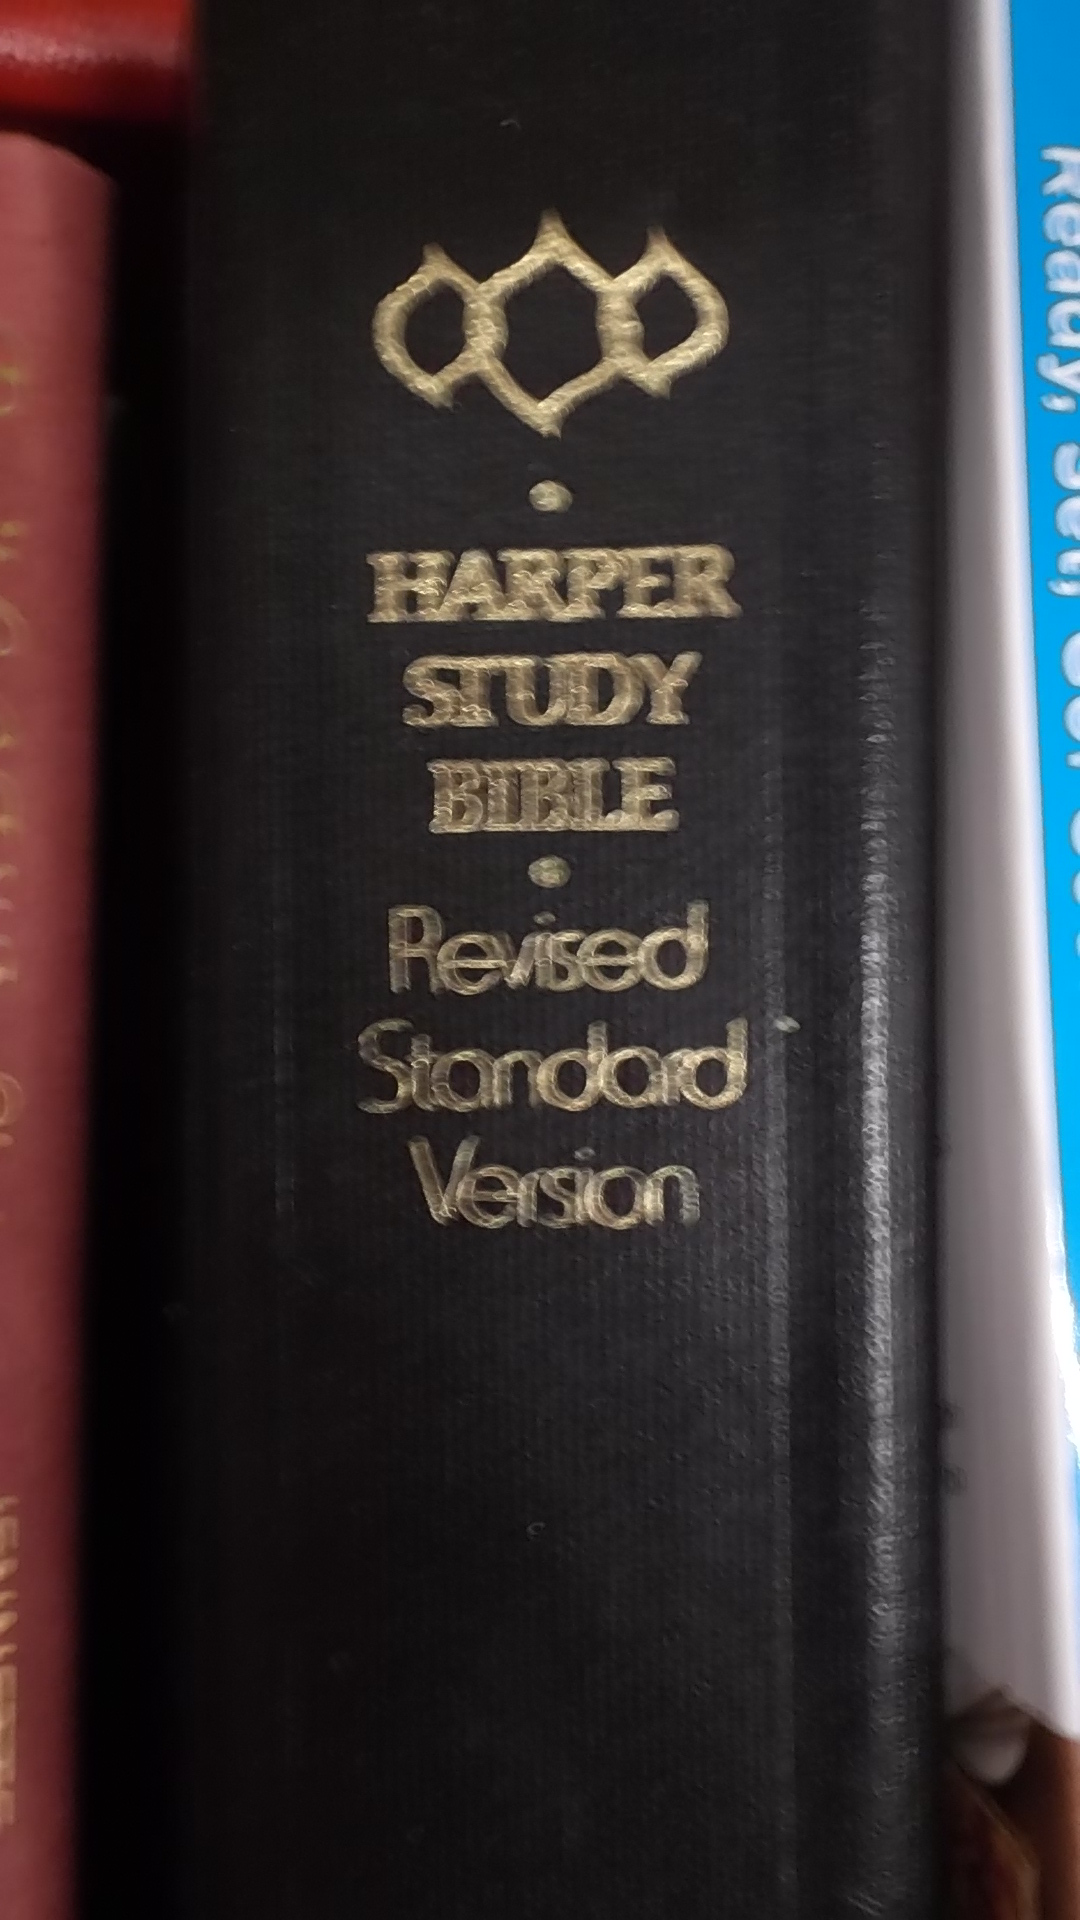 HARPER
STUDY
BIBLE
Revised
Standard
Version
Ready, Set,